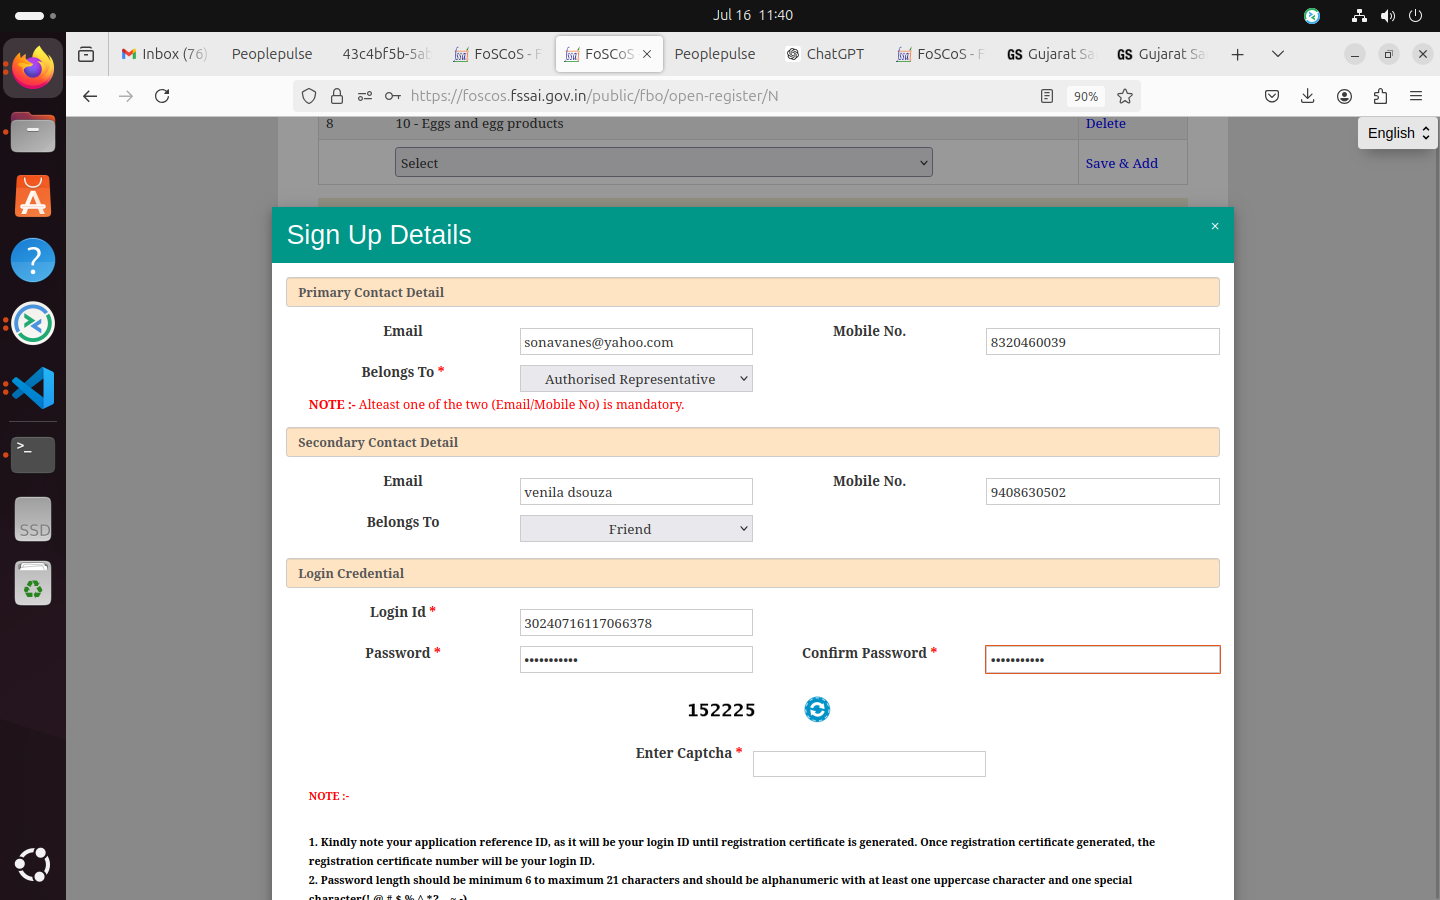 Jul 16 11:40
Inbox (76)
Peoplepulse
43c4bf5b-5ab
FoSCoS - F
FoSCoS
Peoplepulse
ChatGPT
FoSCoS - F
GS Gujarat Sa
GS Gujarat Sa
https://foscos.fssai.gov.in/public/fbo/open-register/N
90%
English
8 10 - Eggs and egg products Delete
Select Save & Add
Sign Up Details ×
Primary Contact Detail
Email sonavanes@yahoo.com Mobile No. 8320460039
Belongs To * Authorised Representative
NOTE :- Alteast one of the two (Email/Mobile No) is mandatory.
Secondary Contact Detail
Email venila dsouza Mobile No. 9408630502
Belongs To Friend
Login Credential
Login Id * 30240716117066378
Password * ••••••••••• Confirm Password * •••••••••••
152225
Enter Captcha *
NOTE :-
1. Kindly note your application reference ID, as it will be your login ID until registration certificate is generated. Once registration certificate generated, the
registration certificate number will be your login ID.
2. Password length should be minimum 6 to maximum 21 characters and should be alphanumeric with at least one uppercase character and one special
SSD